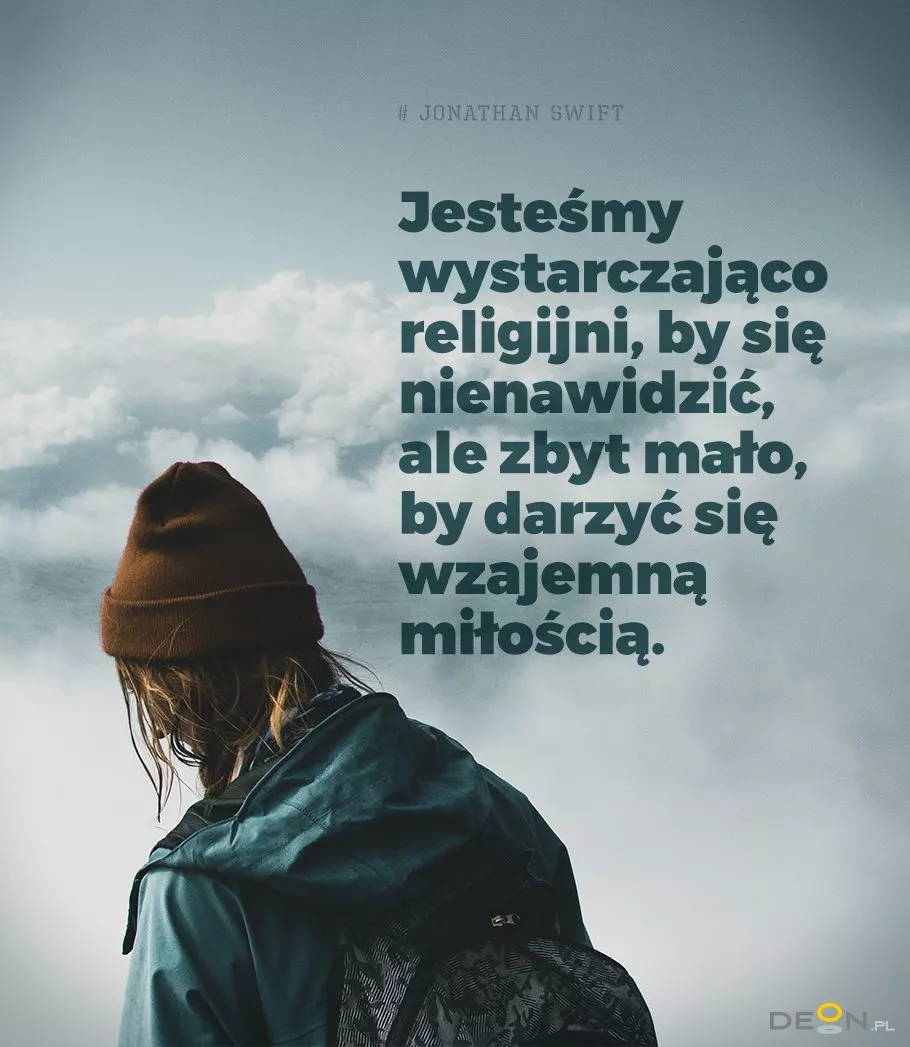 # JONATHAN SWIFT
Jesteśmy
wystarczająco
religijni, by się
nienawidzić,
ale zbyt mało,
by darzyć się
wzajemną
miłością.
DEON.PL